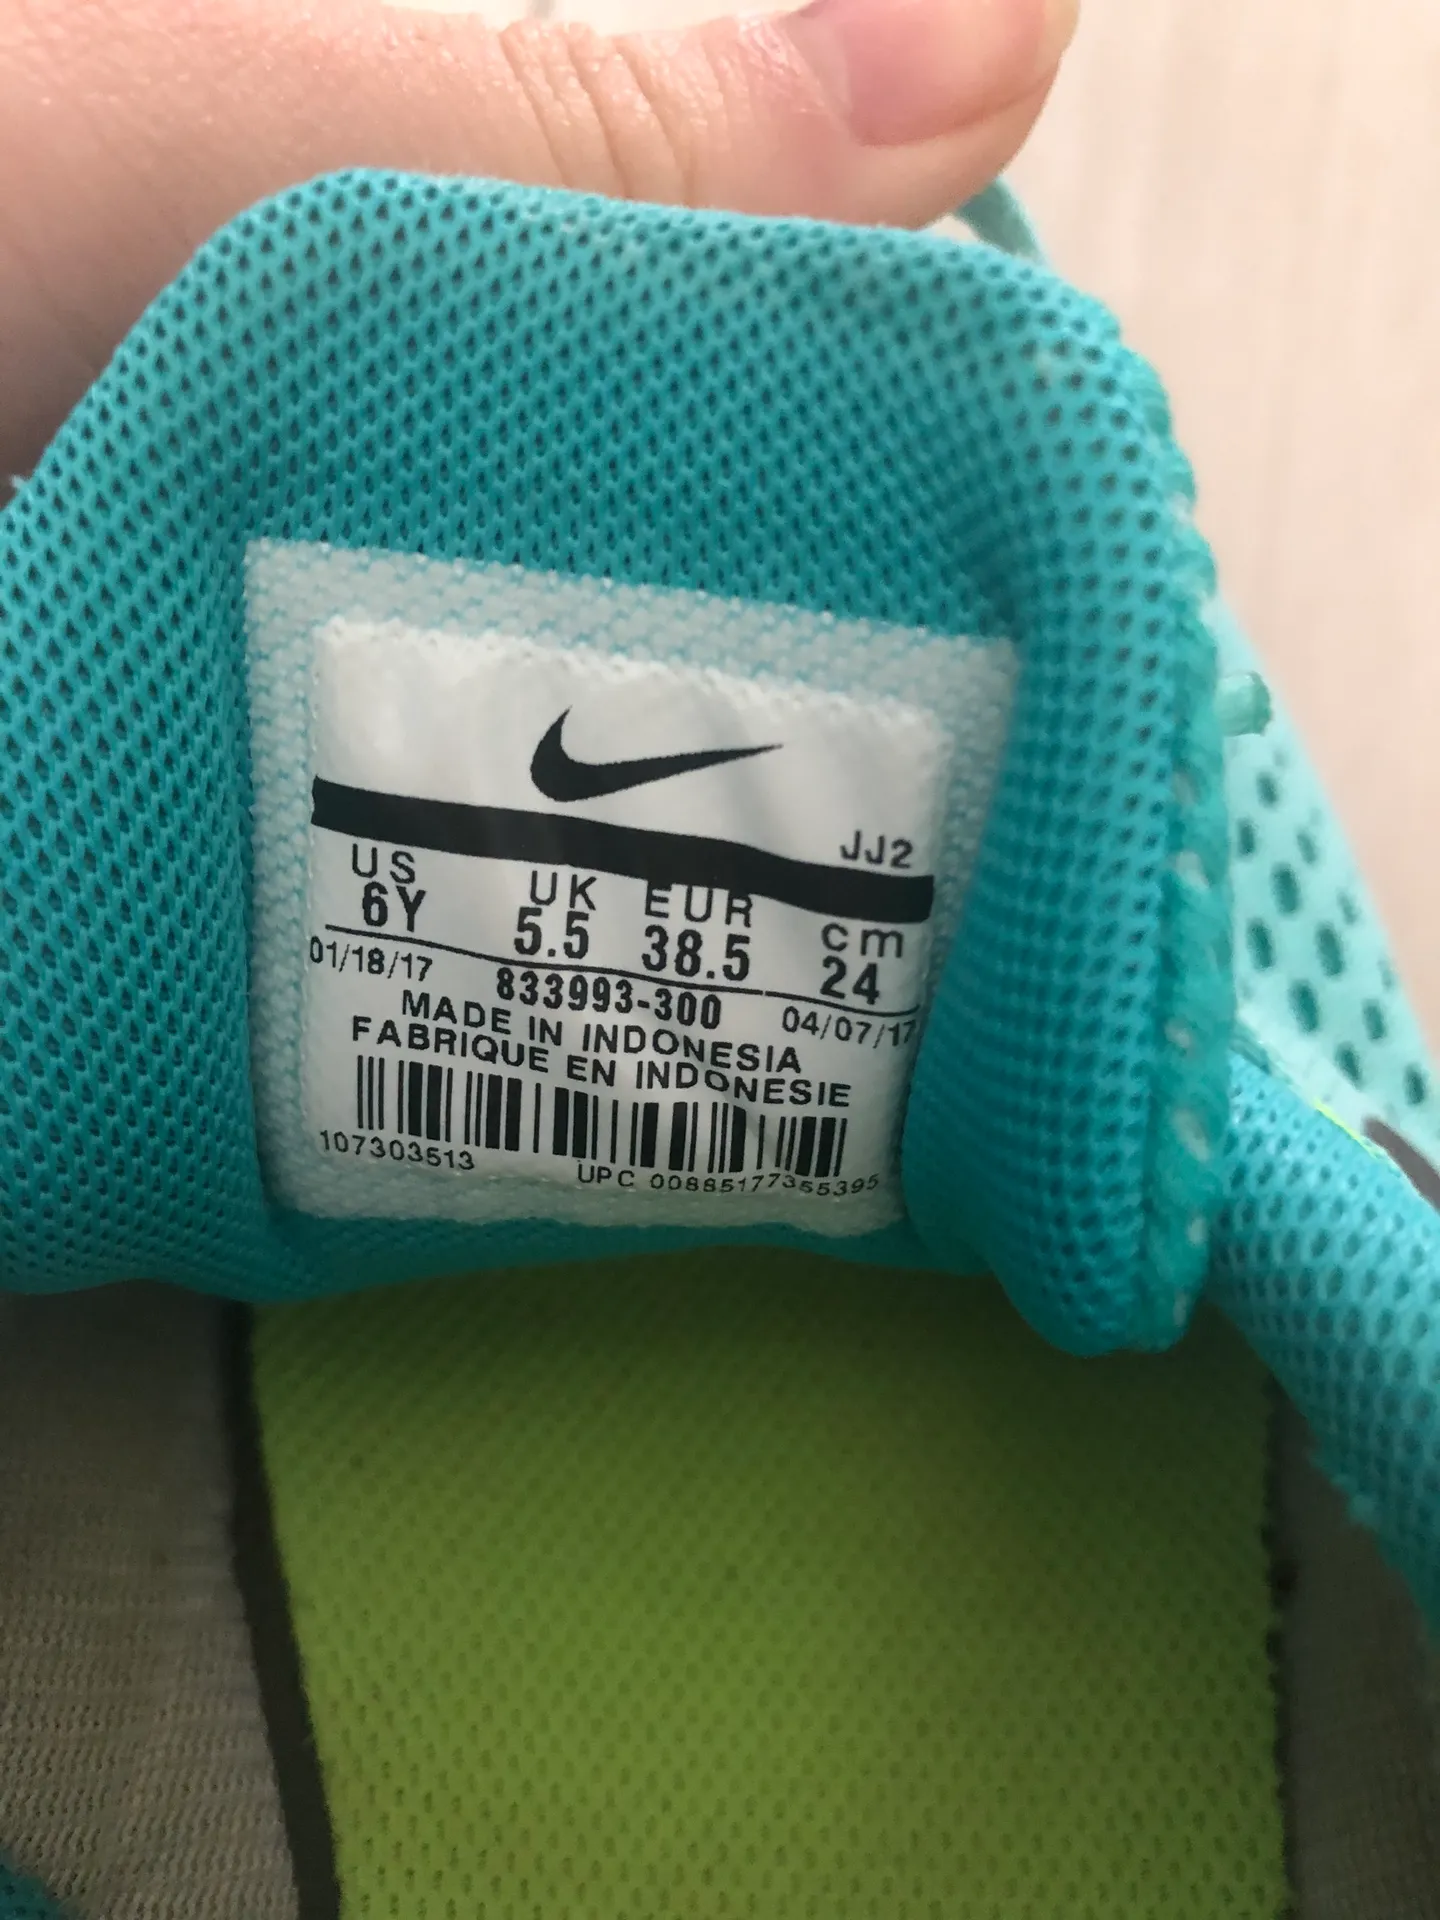 JJ2
US UK EUR cm
6Y 5.5 38.5 24
01/18/17 833993-300 04/07/17
MADE IN INDONESIA
FABRIQUE EN INDONESIE
107303513 UPC 00885177355395